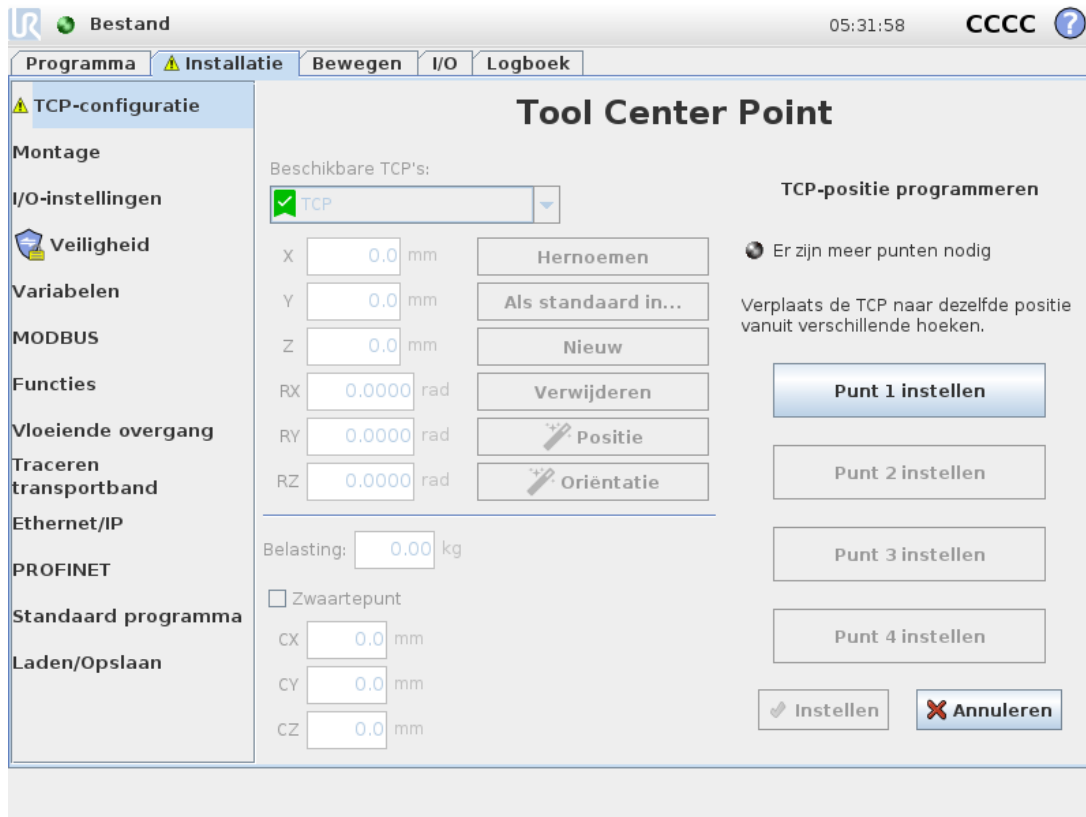 UR
Bestand
05:31:58
CCCC
?
Programma
Installatie
Bewegen
I/O
Logboek
TCP-configuratie
Montage
I/O-instellingen
Veiligheid
Variabelen
MODBUS
Functies
Vloeiende overgang
Traceren
transportband
Ethernet/IP
PROFINET
Standaard programma
Laden/Opslaan
Tool Center Point
Beschikbare TCP's:
TCP
X 0.0 mm
Y 0.0 mm
Z 0.0 mm
RX 0.0000 rad
RY 0.0000 rad
RZ 0.0000 rad
Hernoemen
Als standaard in...
Nieuw
Verwijderen
Positie
Oriëntatie
Belasting: 0.00 kg
Zwaartepunt
CX 0.0 mm
CY 0.0 mm
CZ 0.0 mm
TCP-positie programmeren
Er zijn meer punten nodig
Verplaats de TCP naar dezelfde positie
vanuit verschillende hoeken.
Punt 1 instellen
Punt 2 instellen
Punt 3 instellen
Punt 4 instellen
Instellen
Annuleren